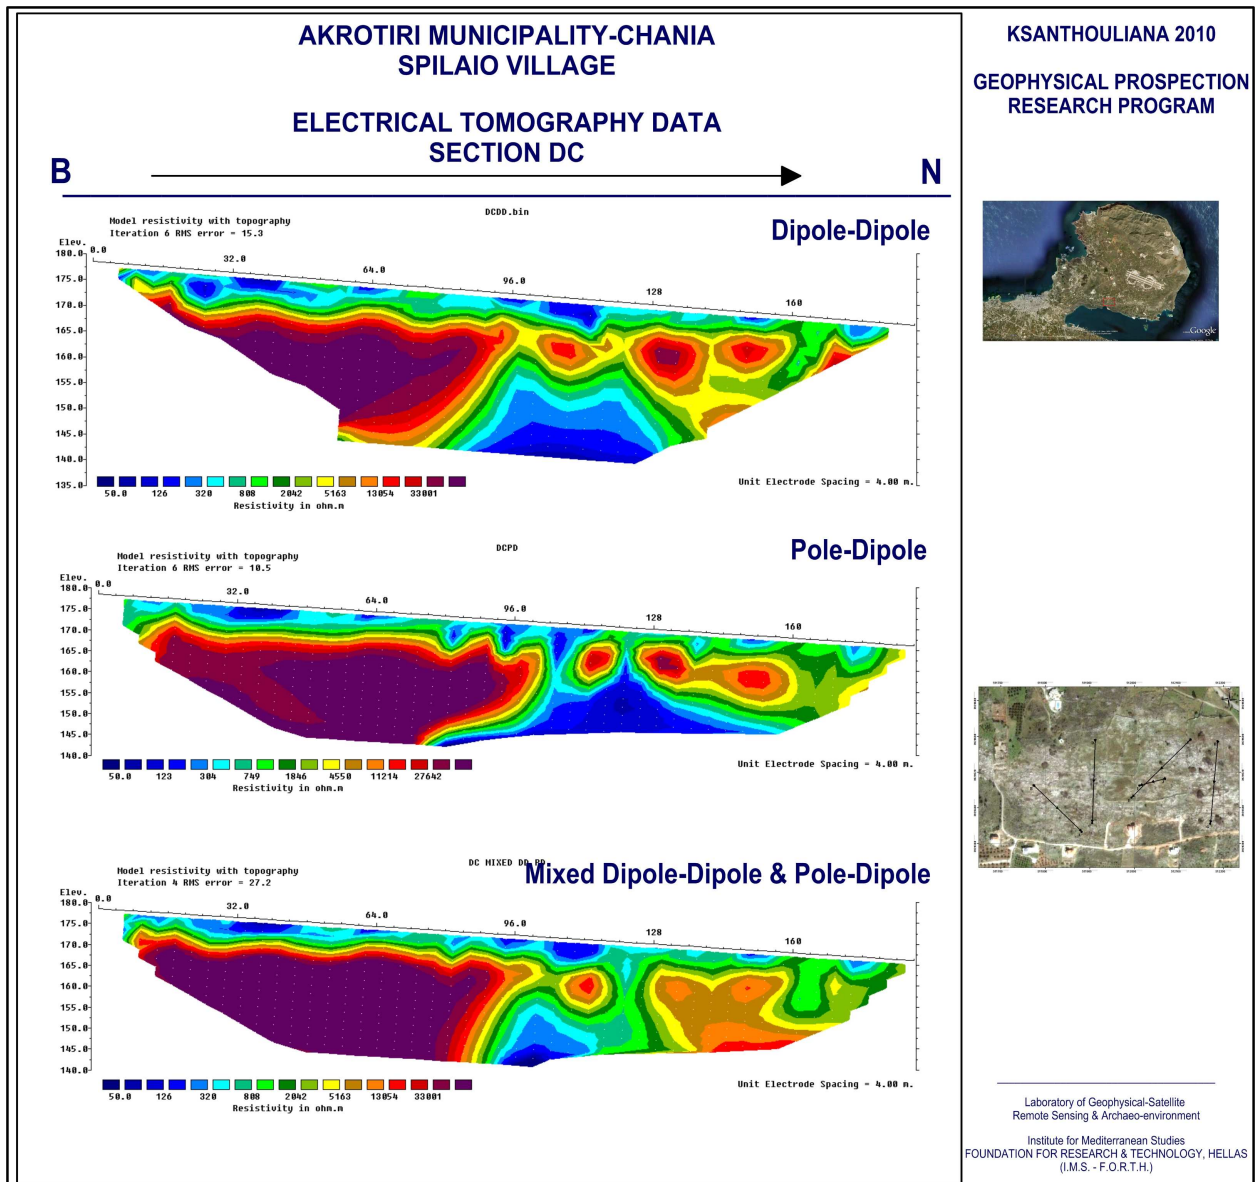 AKROTIRI MUNICIPALITY-CHANIA
SPILAIO VILLAGE
ELECTRICAL TOMOGRAPHY DATA
SECTION DC
B
N
DCDD.bin
Dipole-Dipole
Model resistivity with topography
Iteration 6 RMS error = 15.3
Elev.
0.0
32.0
64.0
96.0
128
160
180.0
175.0
170.0
165.0
160.0
155.0
150.0
145.0
140.0
135.0
50.0 126 320 808 2042 5163 13054 33001
Resistivity in ohm.m
Unit Electrode Spacing = 4.00 m.
DCPD
Pole-Dipole
Model resistivity with topography
Iteration 6 RMS error = 10.5
Elev.
0.0
32.0
64.0
96.0
128
160
180.0
175.0
170.0
165.0
160.0
155.0
150.0
145.0
140.0
50.0 123 304 749 1846 4550 11214 27642
Resistivity in ohm.m
Unit Electrode Spacing = 4.00 m.
DC MIXED DD PD
Mixed Dipole-Dipole & Pole-Dipole
Model resistivity with topography
Iteration 4 RMS error = 27.2
Elev.
0.0
32.0
64.0
96.0
128
160
180.0
175.0
170.0
165.0
160.0
155.0
150.0
145.0
140.0
50.0 126 320 808 2042 5163 13054 33001
Resistivity in ohm.m
Unit Electrode Spacing = 4.00 m.
KSANTHOULIANA 2010
GEOPHYSICAL PROSPECTION
RESEARCH PROGRAM
Google
Laboratory of Geophysical-Satellite
Remote Sensing & Archaeo-environment
Institute for Mediterranean Studies
FOUNDATION FOR RESEARCH & TECHNOLOGY, HELLAS
(I.M.S. - F.O.R.T.H.)